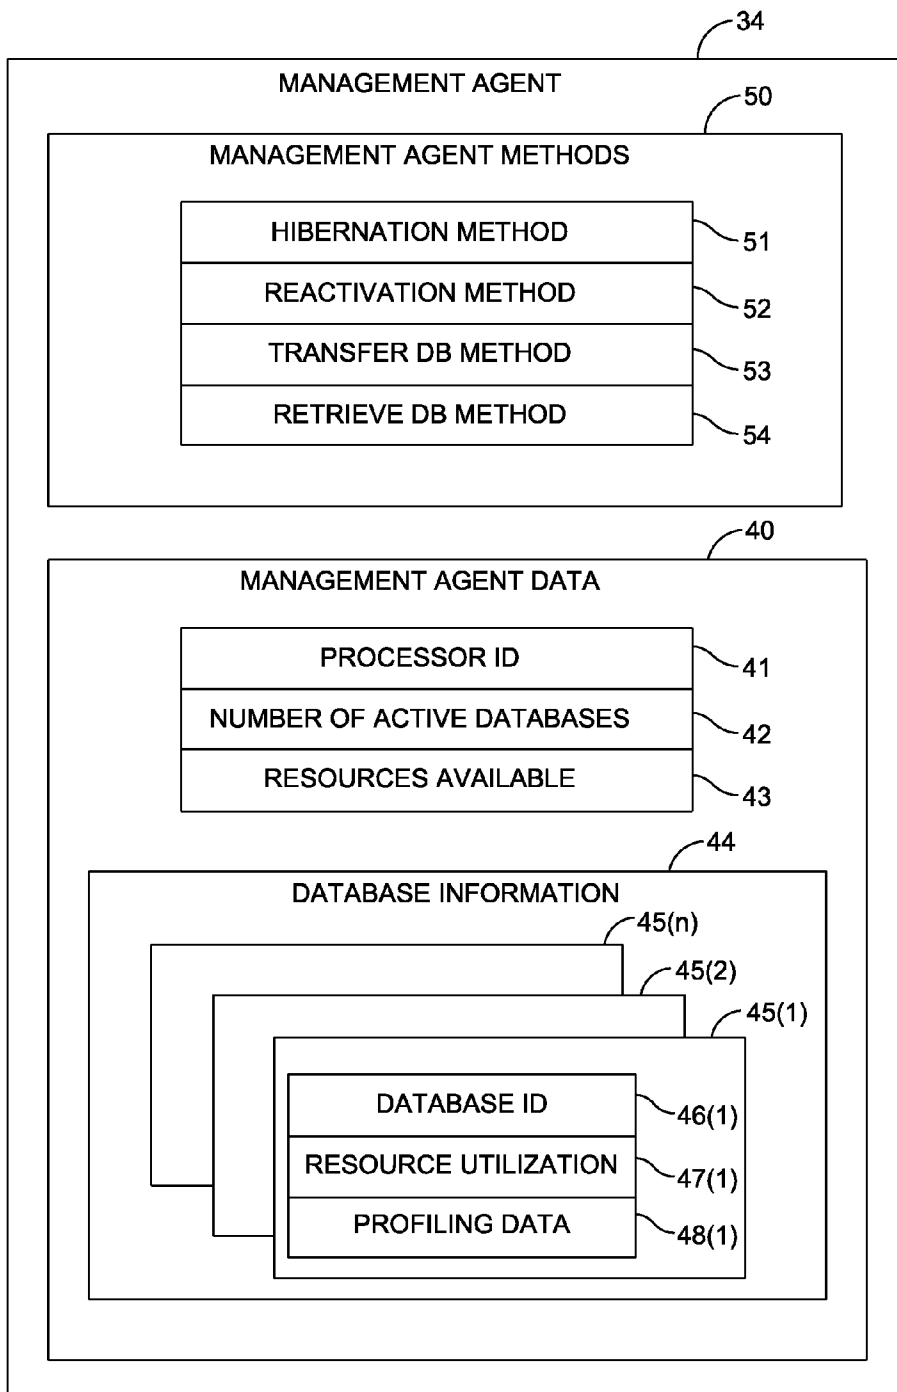 34
MANAGEMENT AGENT
50
MANAGEMENT AGENT METHODS
HIBERNATION METHOD
51
REACTIVATION METHOD
52
TRANSFER DB METHOD
53
RETRIEVE DB METHOD
54
40
MANAGEMENT AGENT DATA
PROCESSOR ID
41
NUMBER OF ACTIVE DATABASES
42
RESOURCES AVAILABLE
43
44
DATABASE INFORMATION
45(n)
45(2)
45(1)
DATABASE ID
46(1)
RESOURCE UTILIZATION
47(1)
PROFILING DATA
48(1)